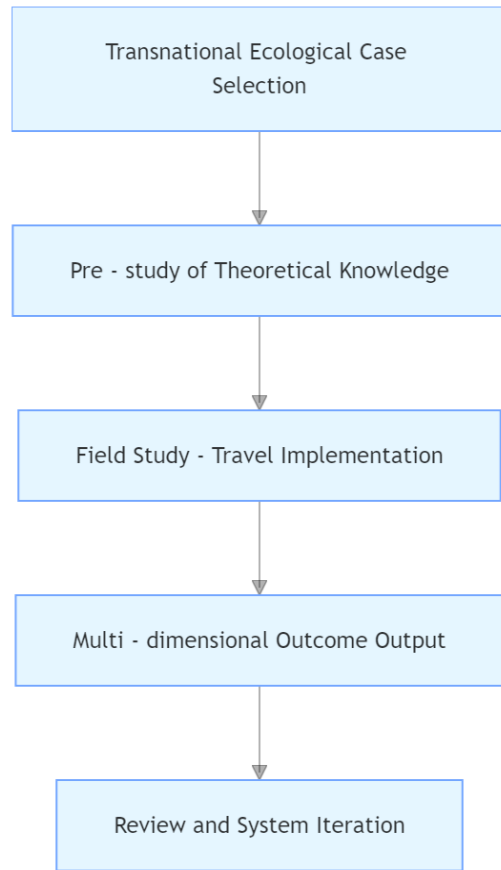 Transnational Ecological Case
Selection
Pre - study of Theoretical Knowledge
Field Study - Travel Implementation
Multi - dimensional Outcome Output
Review and System Iteration